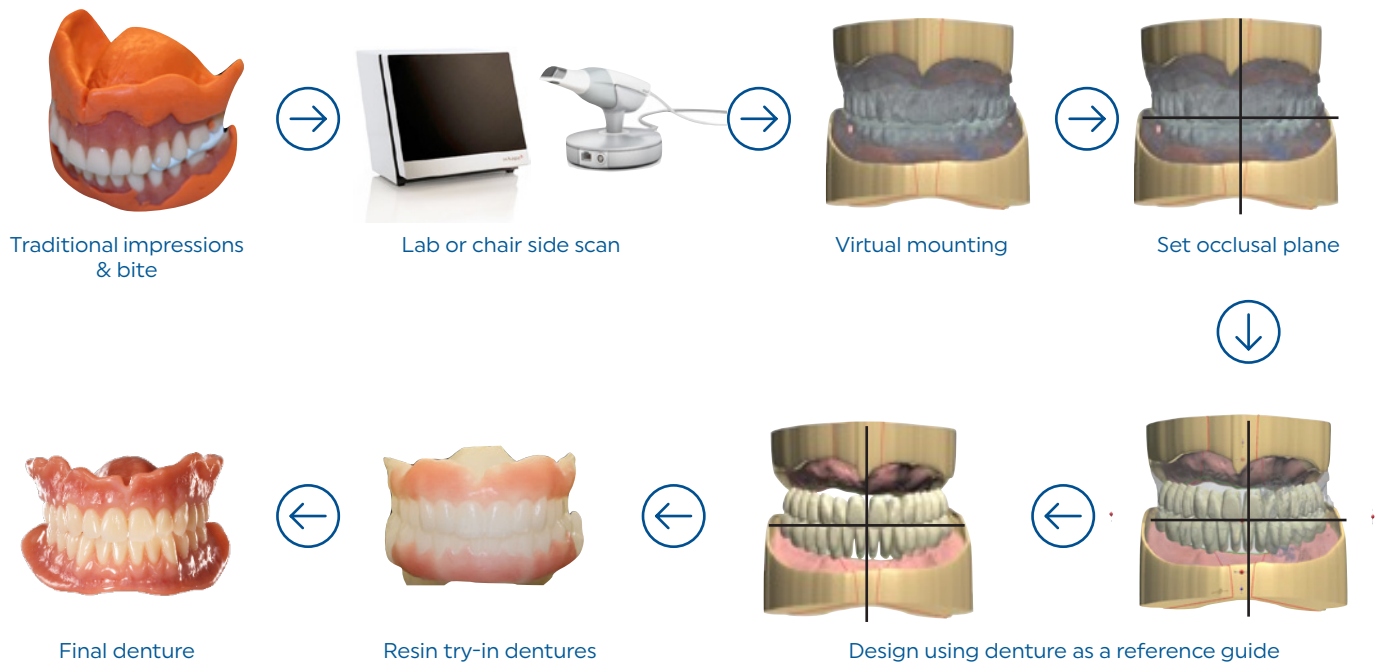 Traditional impressions
& bite
Lab or chair side scan
Virtual mounting
Set occlusal plane
Final denture
Resin try-in dentures
Design using denture as a reference guide